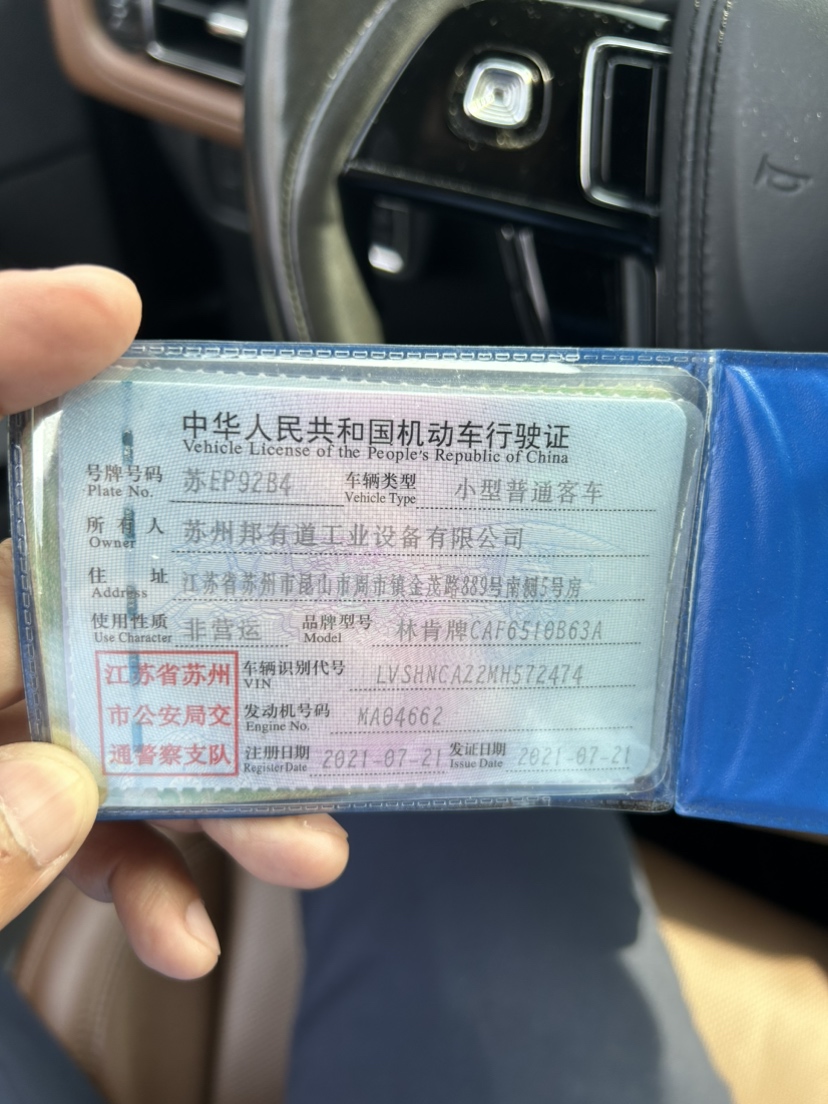 中华人民共和国机动车行驶证
Vehicle License of the People's Republic of China
号牌号码 苏EP92B4 车辆类型 小型普通客车
Plate No. Vehicle Type
所有人 苏州邦有道工业设备有限公司
Owner
住址 江苏省苏州市昆山市周市镇金茂路889号南侧5号房
Address
使用性质 非营运 品牌型号 林肯牌CAF6510B63A
Use Character Model
江苏省苏州 车辆识别代号 LVSHNCAZ2MH572474
VIN
市公安局交 发动机号码 MA04662
Engine No.
通警察支队 注册日期 2021-07-21 发证日期 2021-07-21
Register Date Issue Date